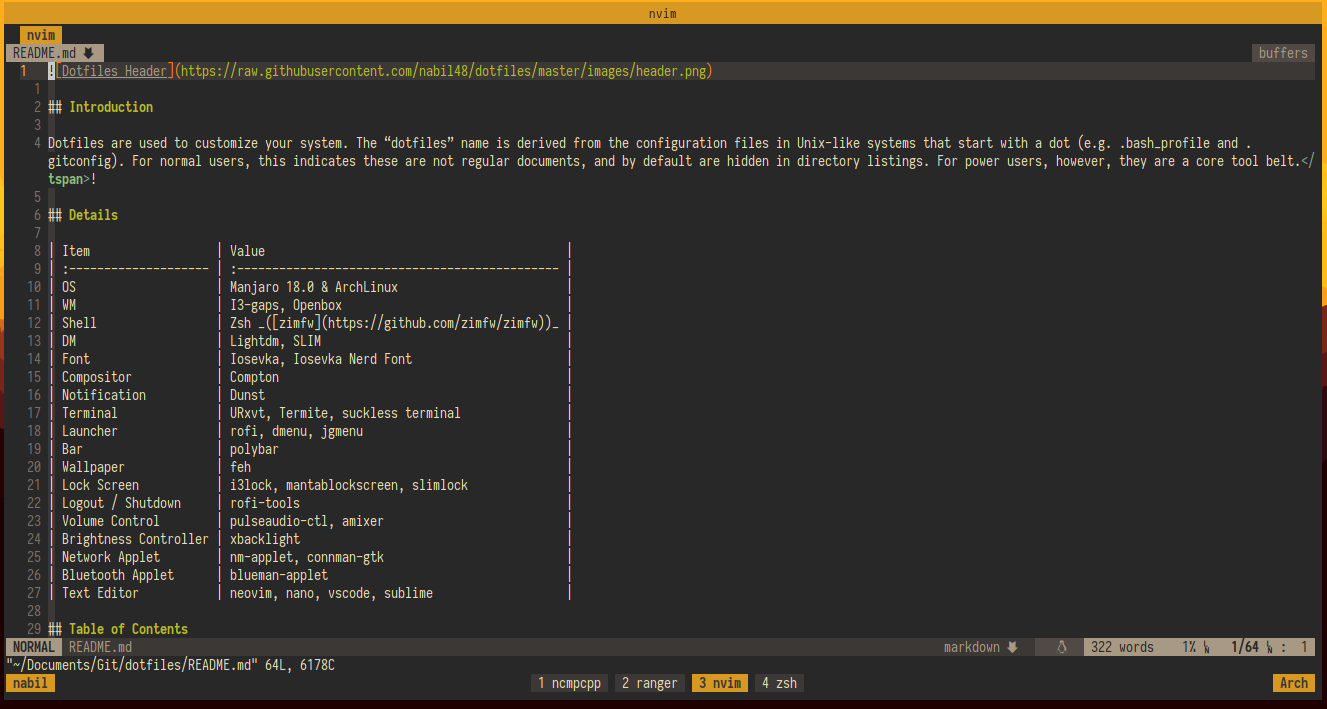 nvim
nvim
README.md
buffers
1 ![Dotfiles Header](https://raw.githubusercontent.com/nabil48/dotfiles/master/images/header.png)
1
2 ## Introduction
3
4 Dotfiles are used to customize your system. The “dotfiles” name is derived from the configuration files in Unix-like systems that start with a dot (e.g. .bash_profile and .
gitconfig). For normal users, this indicates these are not regular documents, and by default are hidden in directory listings. For power users, however, they are a core tool belt.</
tspan>!
5
6 ## Details
7
8 | Item | Value |
9 | :-------------------- | :---------------------------------------------- |
10 | OS | Manjaro 18.0 & ArchLinux |
11 | WM | I3-gaps, Openbox |
12 | Shell | Zsh _([zimfw](https://github.com/zimfw/zimfw))_ |
13 | DM | Lightdm, SLIM |
14 | Font | Iosevka, Iosevka Nerd Font |
15 | Compositor | Compton |
16 | Notification | Dunst |
17 | Terminal | URxvt, Termite, suckless terminal |
18 | Launcher | rofi, dmenu, jgmenu |
19 | Bar | polybar |
20 | Wallpaper | feh |
21 | Lock Screen | i3lock, mantablockscreen, slimlock |
22 | Logout / Shutdown | rofi-tools |
23 | Volume Control | pulseaudio-ctl, amixer |
24 | Brightness Controller | xbacklight |
25 | Network Applet | nm-applet, connman-gtk |
26 | Bluetooth Applet | blueman-applet |
27 | Text Editor | neovim, nano, vscode, sublime |
28
29 ## Table of Contents
NORMAL README.md markdown 322 words 1% 1/64 : 1
"~/Documents/Git/dotfiles/README.md" 64L, 6178C
nabil 1 ncmpcpp 2 ranger 3 nvim 4 zsh Arch